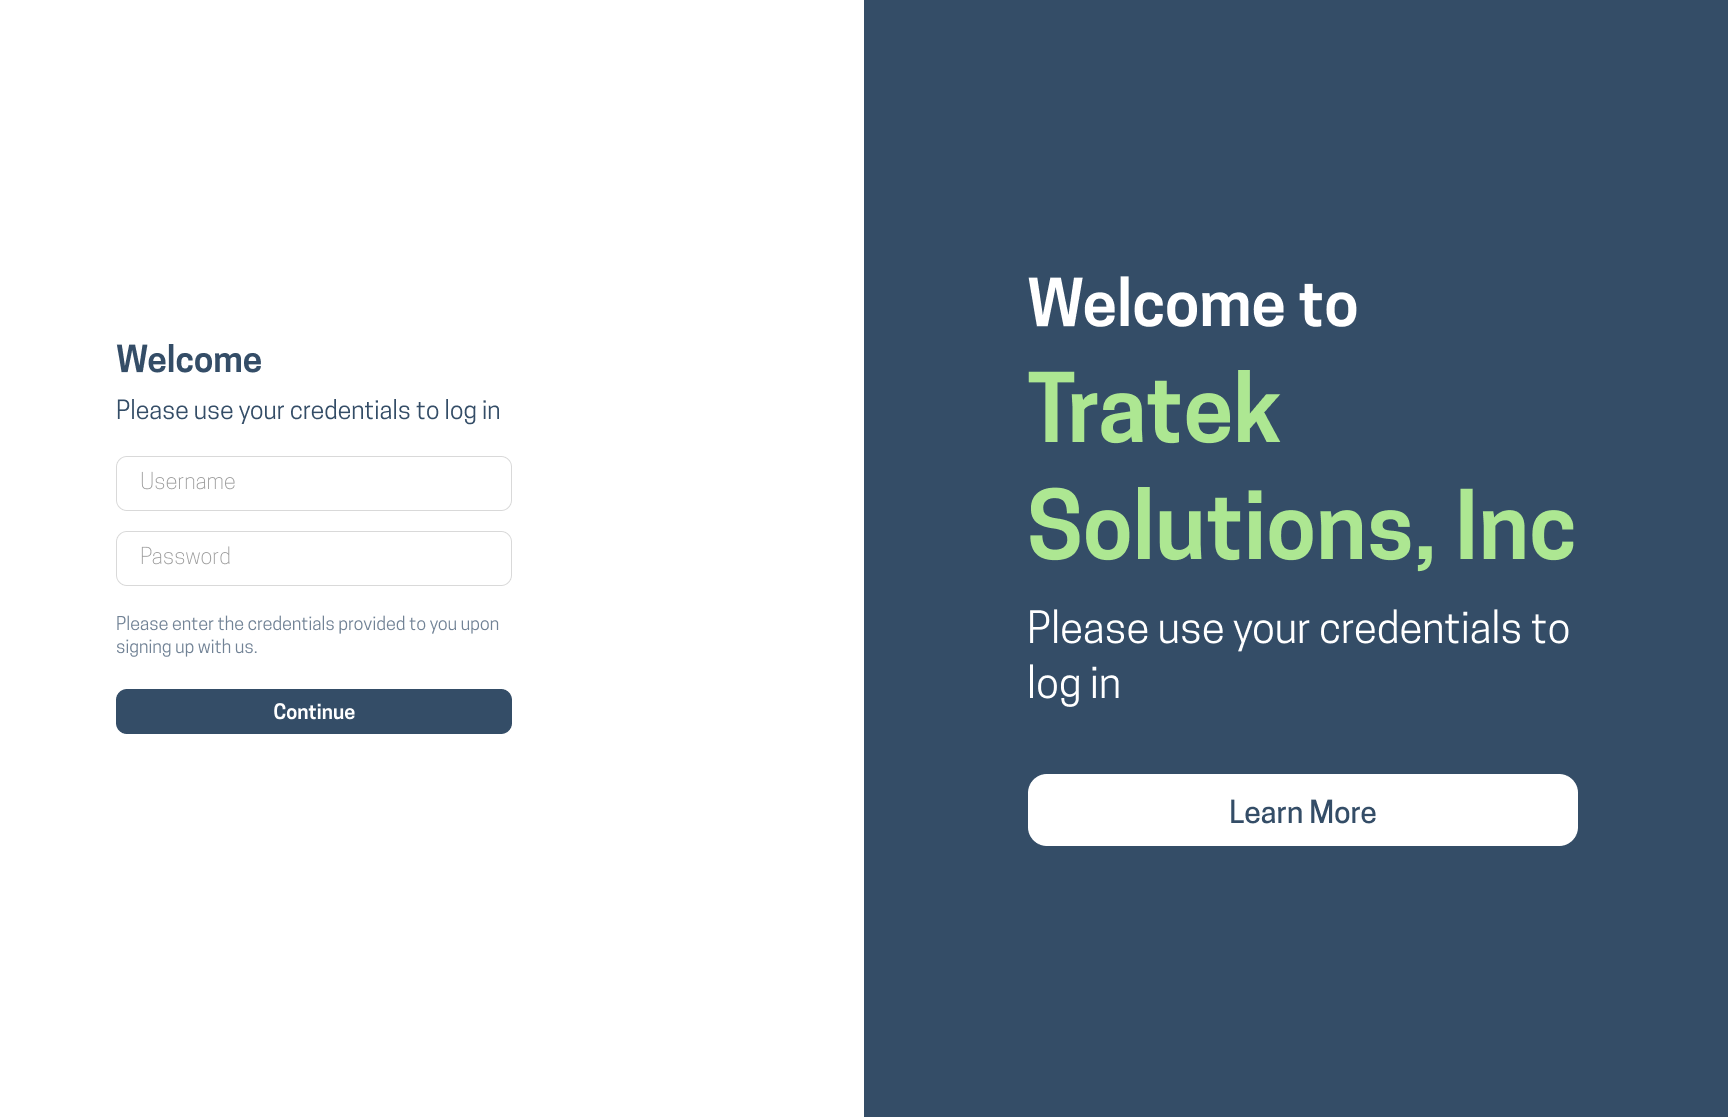 Welcome
Please use your credentials to log in
Username
Password
Please enter the credentials provided to you upon
signing up with us.
Continue
Welcome to
Tratek
Solutions, Inc
Please use your credentials to
log in
Learn More